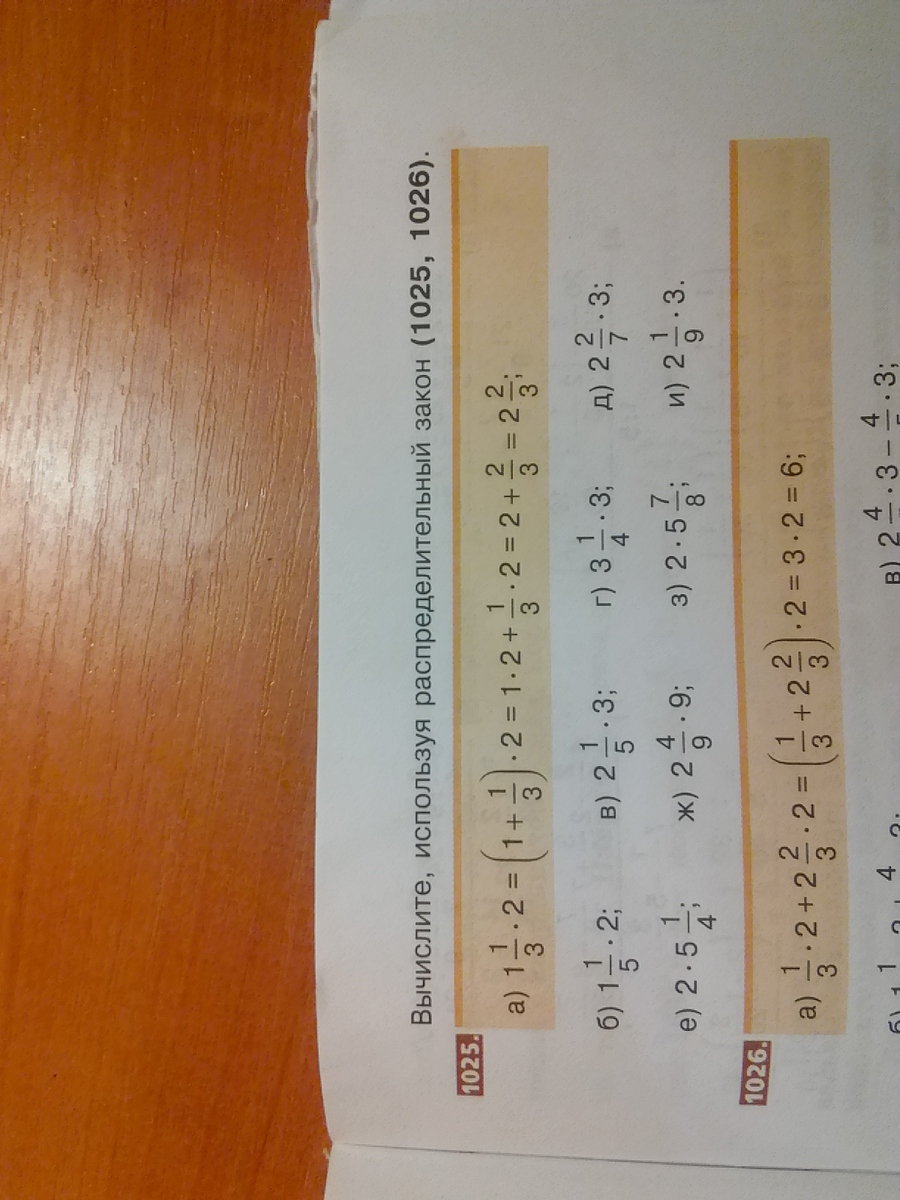 Вычислите, используя распределительный закон (1025, 1026).
1025.
а) 1 1/3 · 2 = (1 + 1/3) · 2 = 1 · 2 + 1/3 · 2 = 2 + 2/3 = 2 2/3;
б) 1 1/5 · 2; в) 2 1/5 · 3; г) 3 1/4 · 3; д) 2 2/7 · 3;
е) 2 · 5 1/4; ж) 2 4/9 · 9; з) 2 · 5 7/8; и) 2 1/9 · 3.
1026.
а) 1/3 · 2 + 2 2/3 · 2 = (1/3 + 2 2/3) · 2 = 3 · 2 = 6;